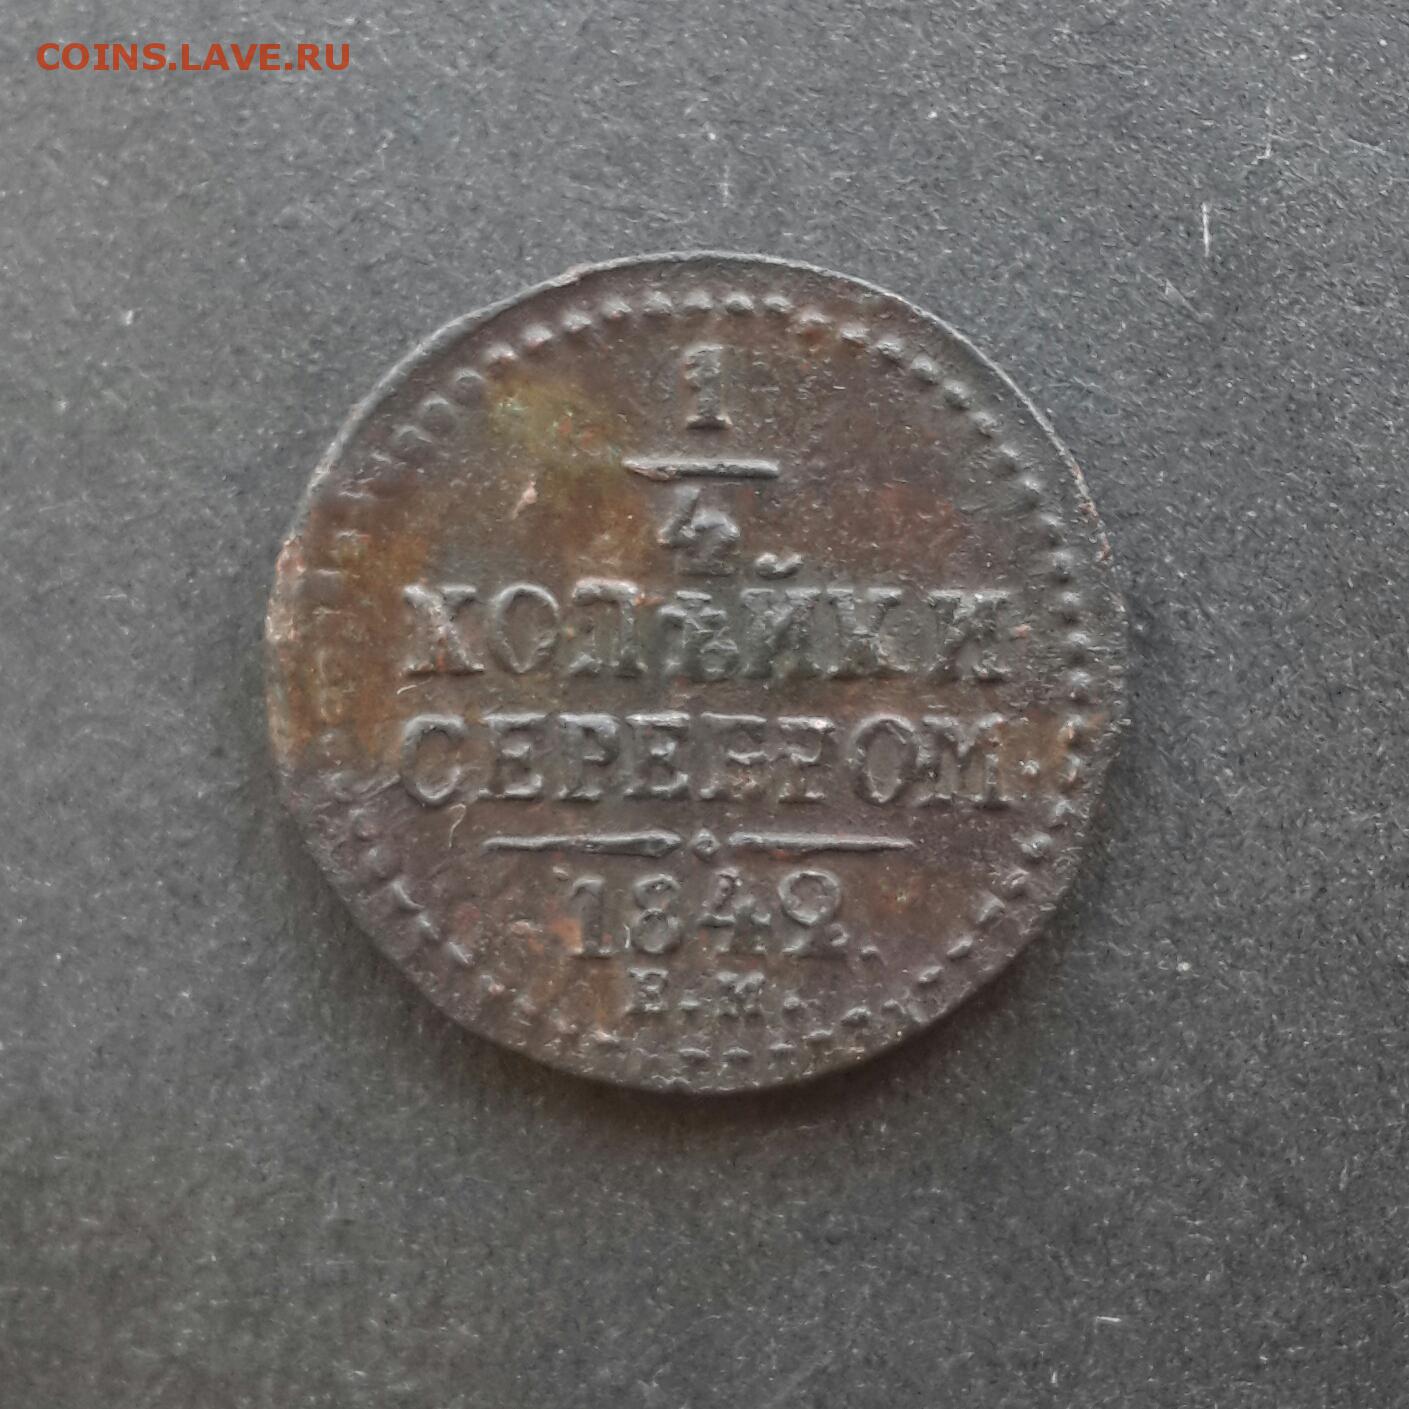 COINS.LAVE.RU
1
4
КОПѢЙКИ
СЕРЕБРОМ.
1842.
Е.М.